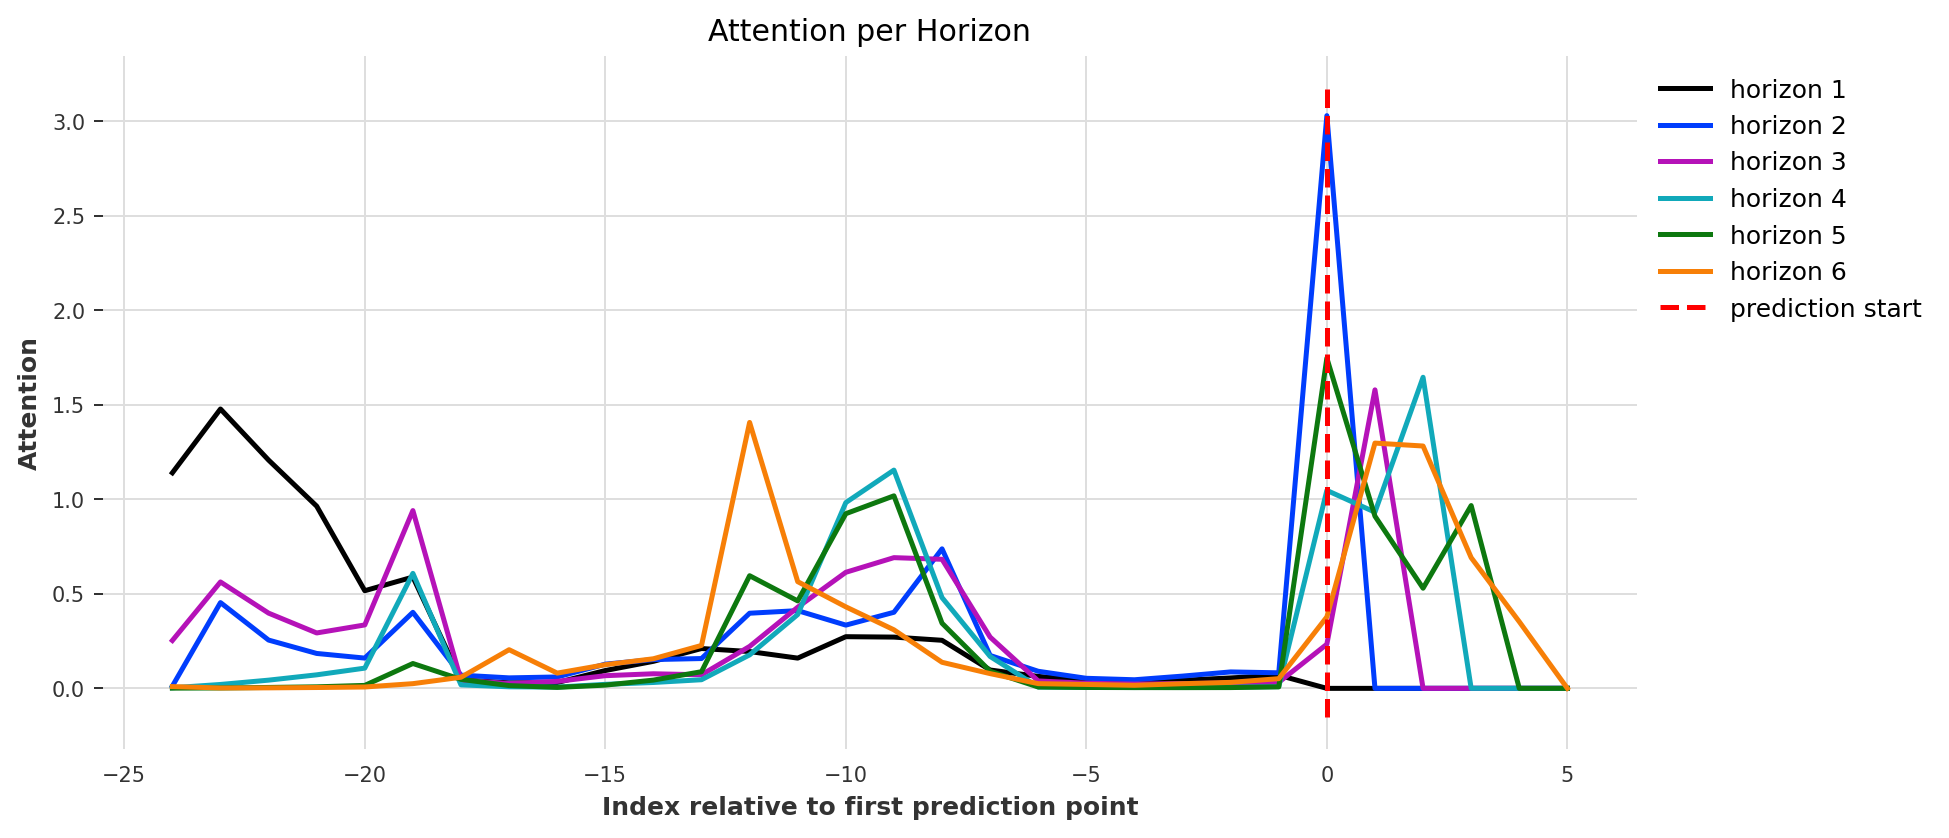 Attention per Horizon
3.0
2.5
2.0
1.5
1.0
0.5
0.0
Attention
−25
−20
−15
−10
−5
0
5
Index relative to first prediction point
horizon 1
horizon 2
horizon 3
horizon 4
horizon 5
horizon 6
prediction start